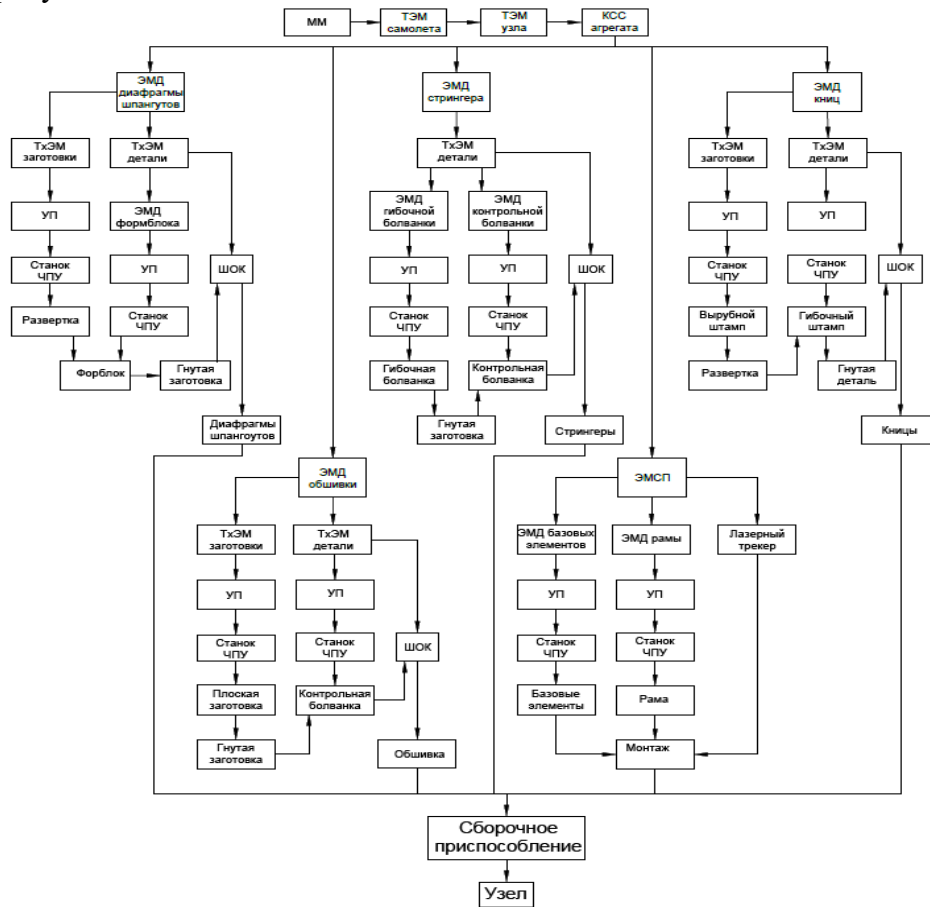 ММ
ТЭМ
самолета
ТЭМ
узла
КСС
агрегата
ЭМД
диафрагмы
шпангутов
ЭМД
стрингера
ЭМД
книц
ТхЭМ
заготовки
ТхЭМ
детали
ТхЭМ
детали
ТхЭМ
заготовки
ТхЭМ
детали
УП
ЭМД
формблока
ЭМД
гибочной
болванки
ЭМД
контрольной
болванки
УП
УП
Станок
ЧПУ
УП
ШОК
УП
УП
ШОК
Станок
ЧПУ
Станок
ЧПУ
ШОК
Развертка
Станок
ЧПУ
Станок
ЧПУ
Станок
ЧПУ
Вырубной
штамп
Гибочный
штамп
Форблок
Гнутая
заготовка
Гибочная
болванка
Контрольная
болванка
Развертка
Гнутая
деталь
Диафрагмы
шпангоутов
Гнутая
заготовка
Стрингеры
Кницы
ЭМД
обшивки
ЭМСП
ТхЭМ
заготовки
ТхЭМ
детали
ЭМД базовых
элементов
ЭМД рамы
Лазерный
трекер
УП
УП
УП
УП
Станок
ЧПУ
Станок
ЧПУ
ШОК
Станок
ЧПУ
Станок
ЧПУ
Плоская
заготовка
Контрольная
болванка
Базовые
элементы
Рама
Гнутая
заготовка
Обшивка
Монтаж
Сборочное
приспособление
Узел